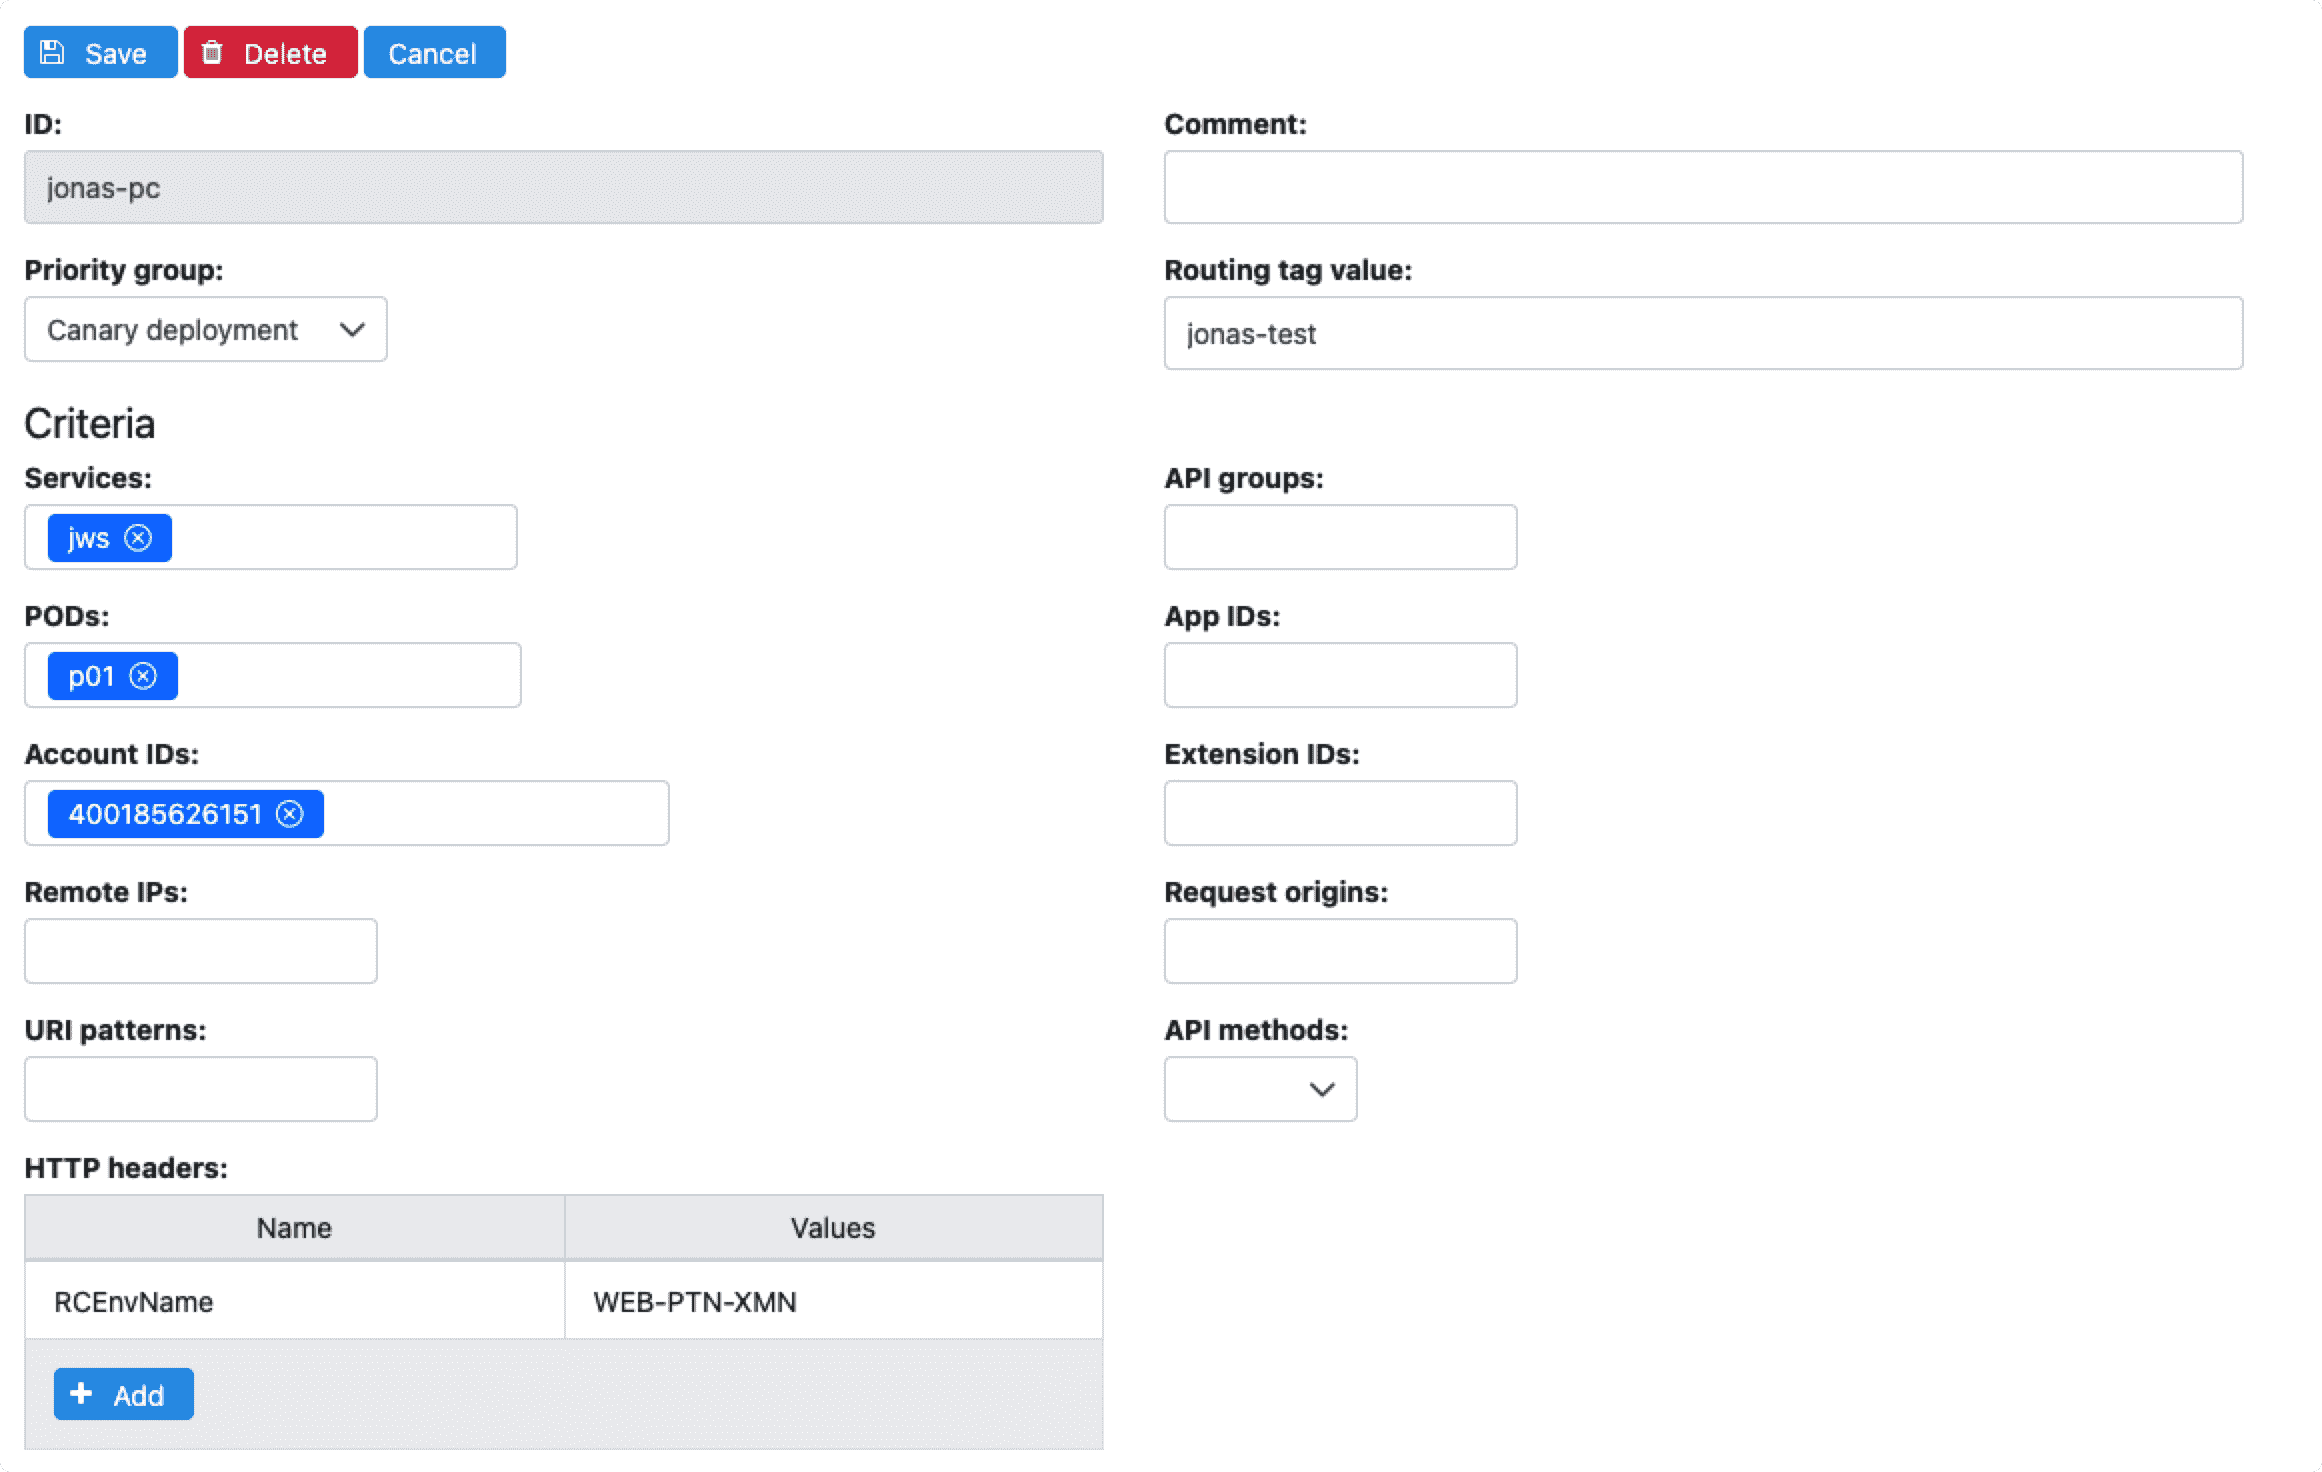 Save Delete Cancel
ID:
jonas-pc
Comment:
Priority group:
Canary deployment
Routing tag value:
jonas-test
Criteria
Services:
jws
API groups:
PODs:
p01
App IDs:
Account IDs:
400185626151
Extension IDs:
Remote IPs:
Request origins:
URI patterns:
API methods:
HTTP headers:
Name Values
RCEnvName WEB-PTN-XMN
Add